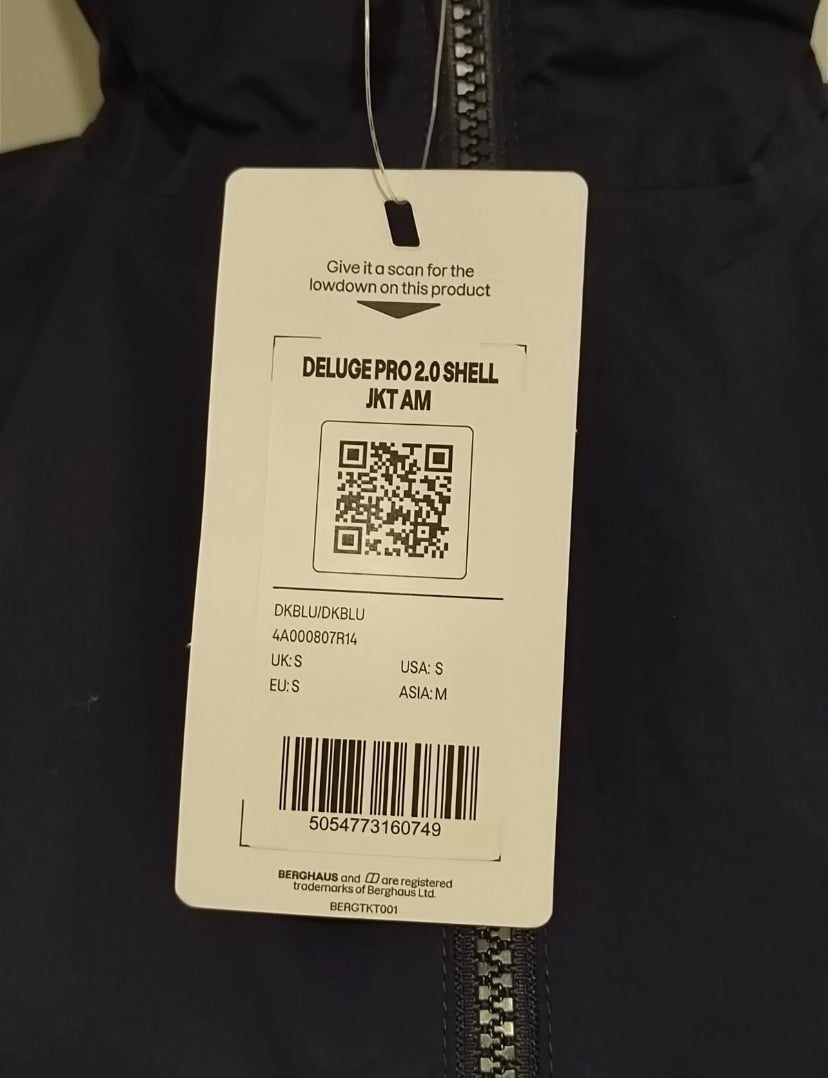 Give it a scan for the
lowdown on this product
DELUGE PRO 2.0 SHELL
JKT AM
DKBLU/DKBLU
4A000807R14
UK: S
USA: S
EU: S
ASIA: M
5054773160749
BERGHAUS and are registered
trademarks of Berghaus Ltd.
BERGTKT001